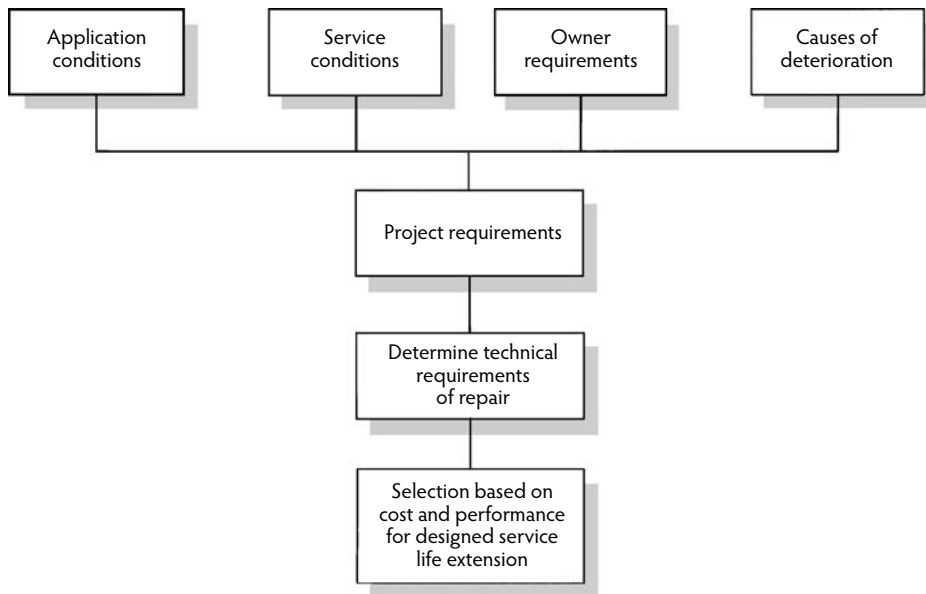 Application
conditions
Service
conditions
Owner
requirements
Causes of
deterioration
Project requirements
Determine technical
requirements
of repair
Selection based on
cost and performance
for designed service
life extension